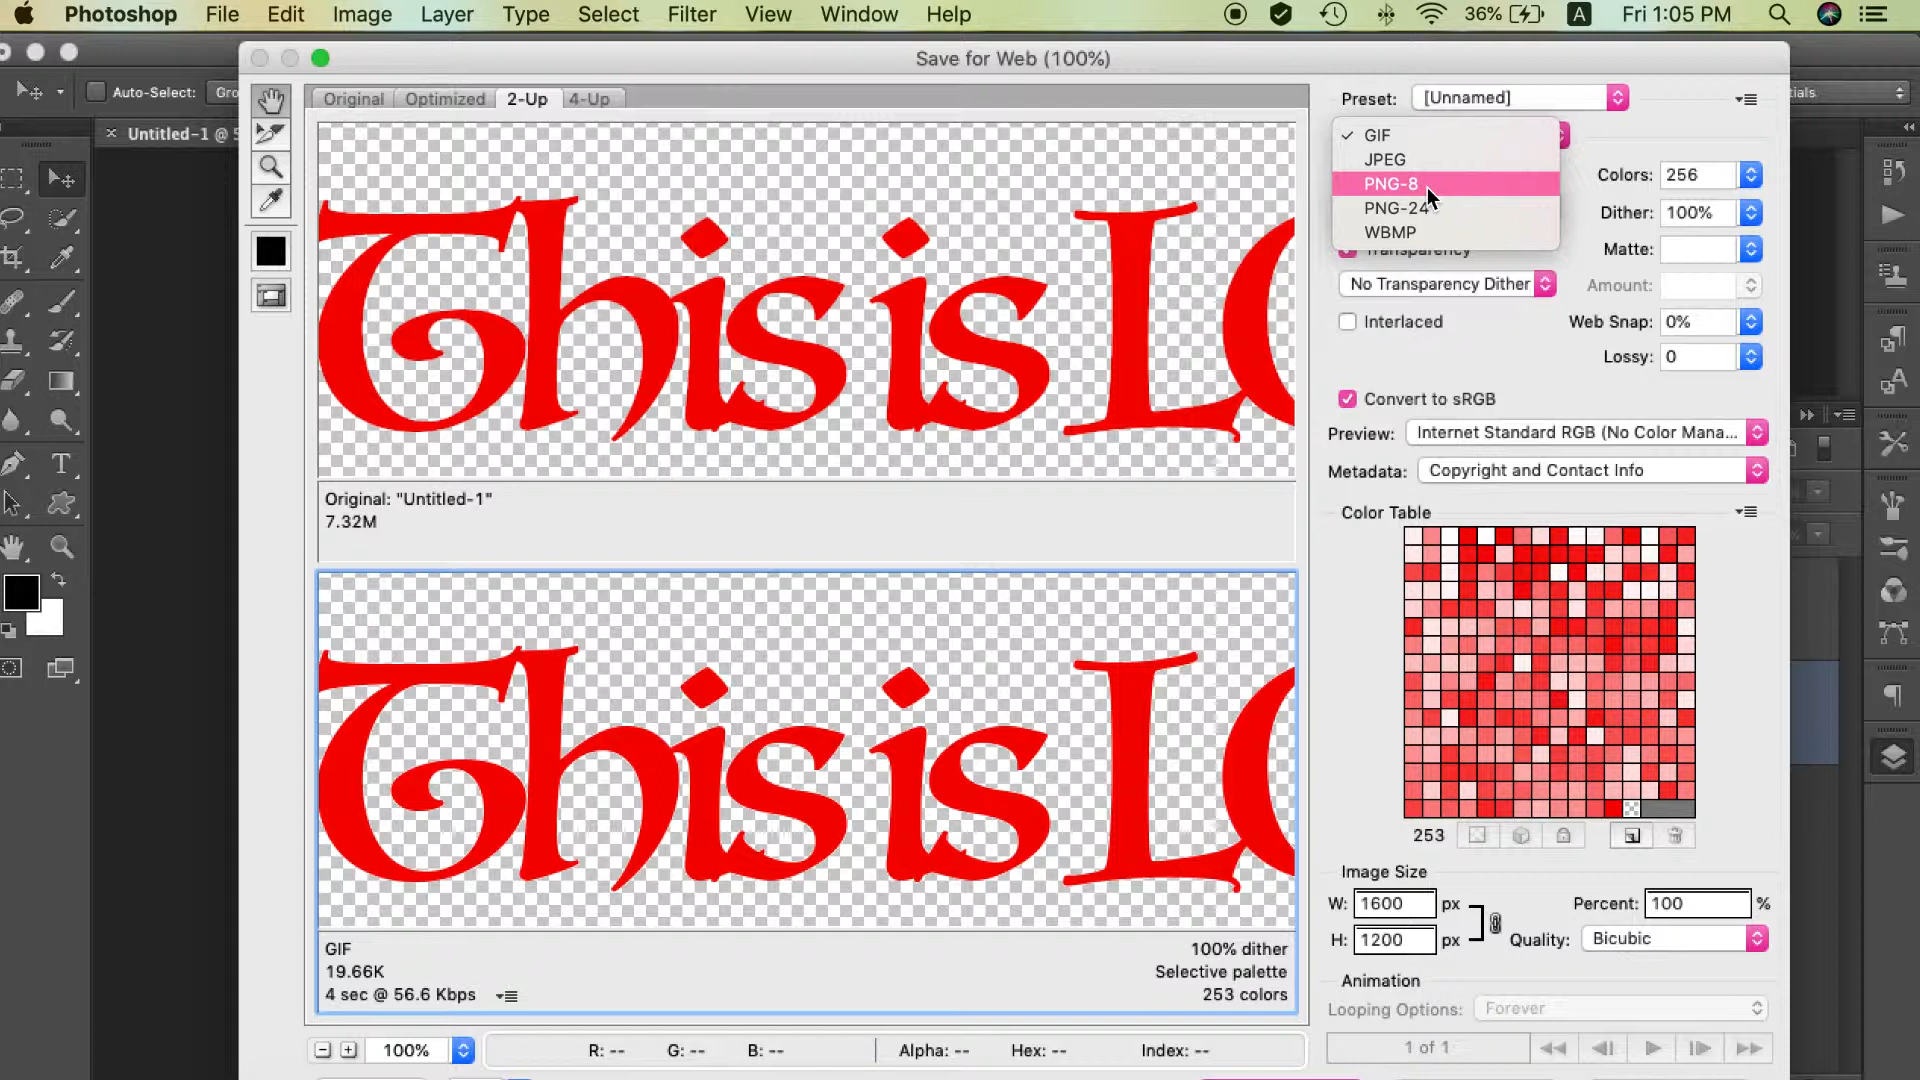 Photoshop File Edit Image Layer Type Select Filter View Window Help 36% A Fri 1:05 PM
Save for Web (100%)
Auto-Select: Gro
Untitled-1 @ 5
Original Optimized 2-Up 4-Up
Preset: [Unnamed]
GIF
JPEG
PNG-8
PNG-24
WBMP
Colors: 256
Dither: 100%
Transparency
Matte:
No Transparency Dither
Amount:
Interlaced
Web Snap: 0%
Lossy: 0
Convert to sRGB
Preview: Internet Standard RGB (No Color Mana...
Metadata: Copyright and Contact Info
Color Table
253
Image Size
W: 1600 px
Percent: 100 %
H: 1200 px
Quality: Bicubic
Animation
Looping Options: Forever
1 of 1
This is LO
Original: "Untitled-1"
7.32M
This is LO
GIF
100% dither
19.66K
Selective palette
4 sec @ 56.6 Kbps
253 colors
100%
R: --
G: --
B: --
Alpha: --
Hex: --
Index: --